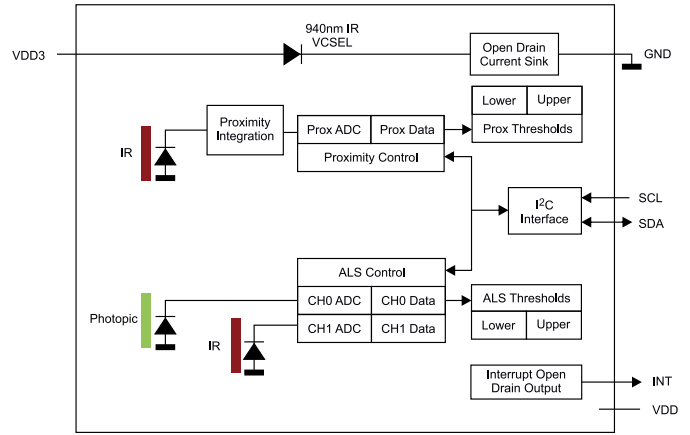 940nm IR
VCSEL
VDD3
Open Drain
Current Sink
GND
Lower
Upper
Prox Thresholds
Proximity
Integration
Prox ADC
Prox Data
Proximity Control
IR
I²C
Interface
SCL
SDA
ALS Control
CH0 ADC
CH0 Data
CH1 ADC
CH1 Data
ALS Thresholds
Lower
Upper
Photopic
IR
Interrupt Open
Drain Output
INT
VDD